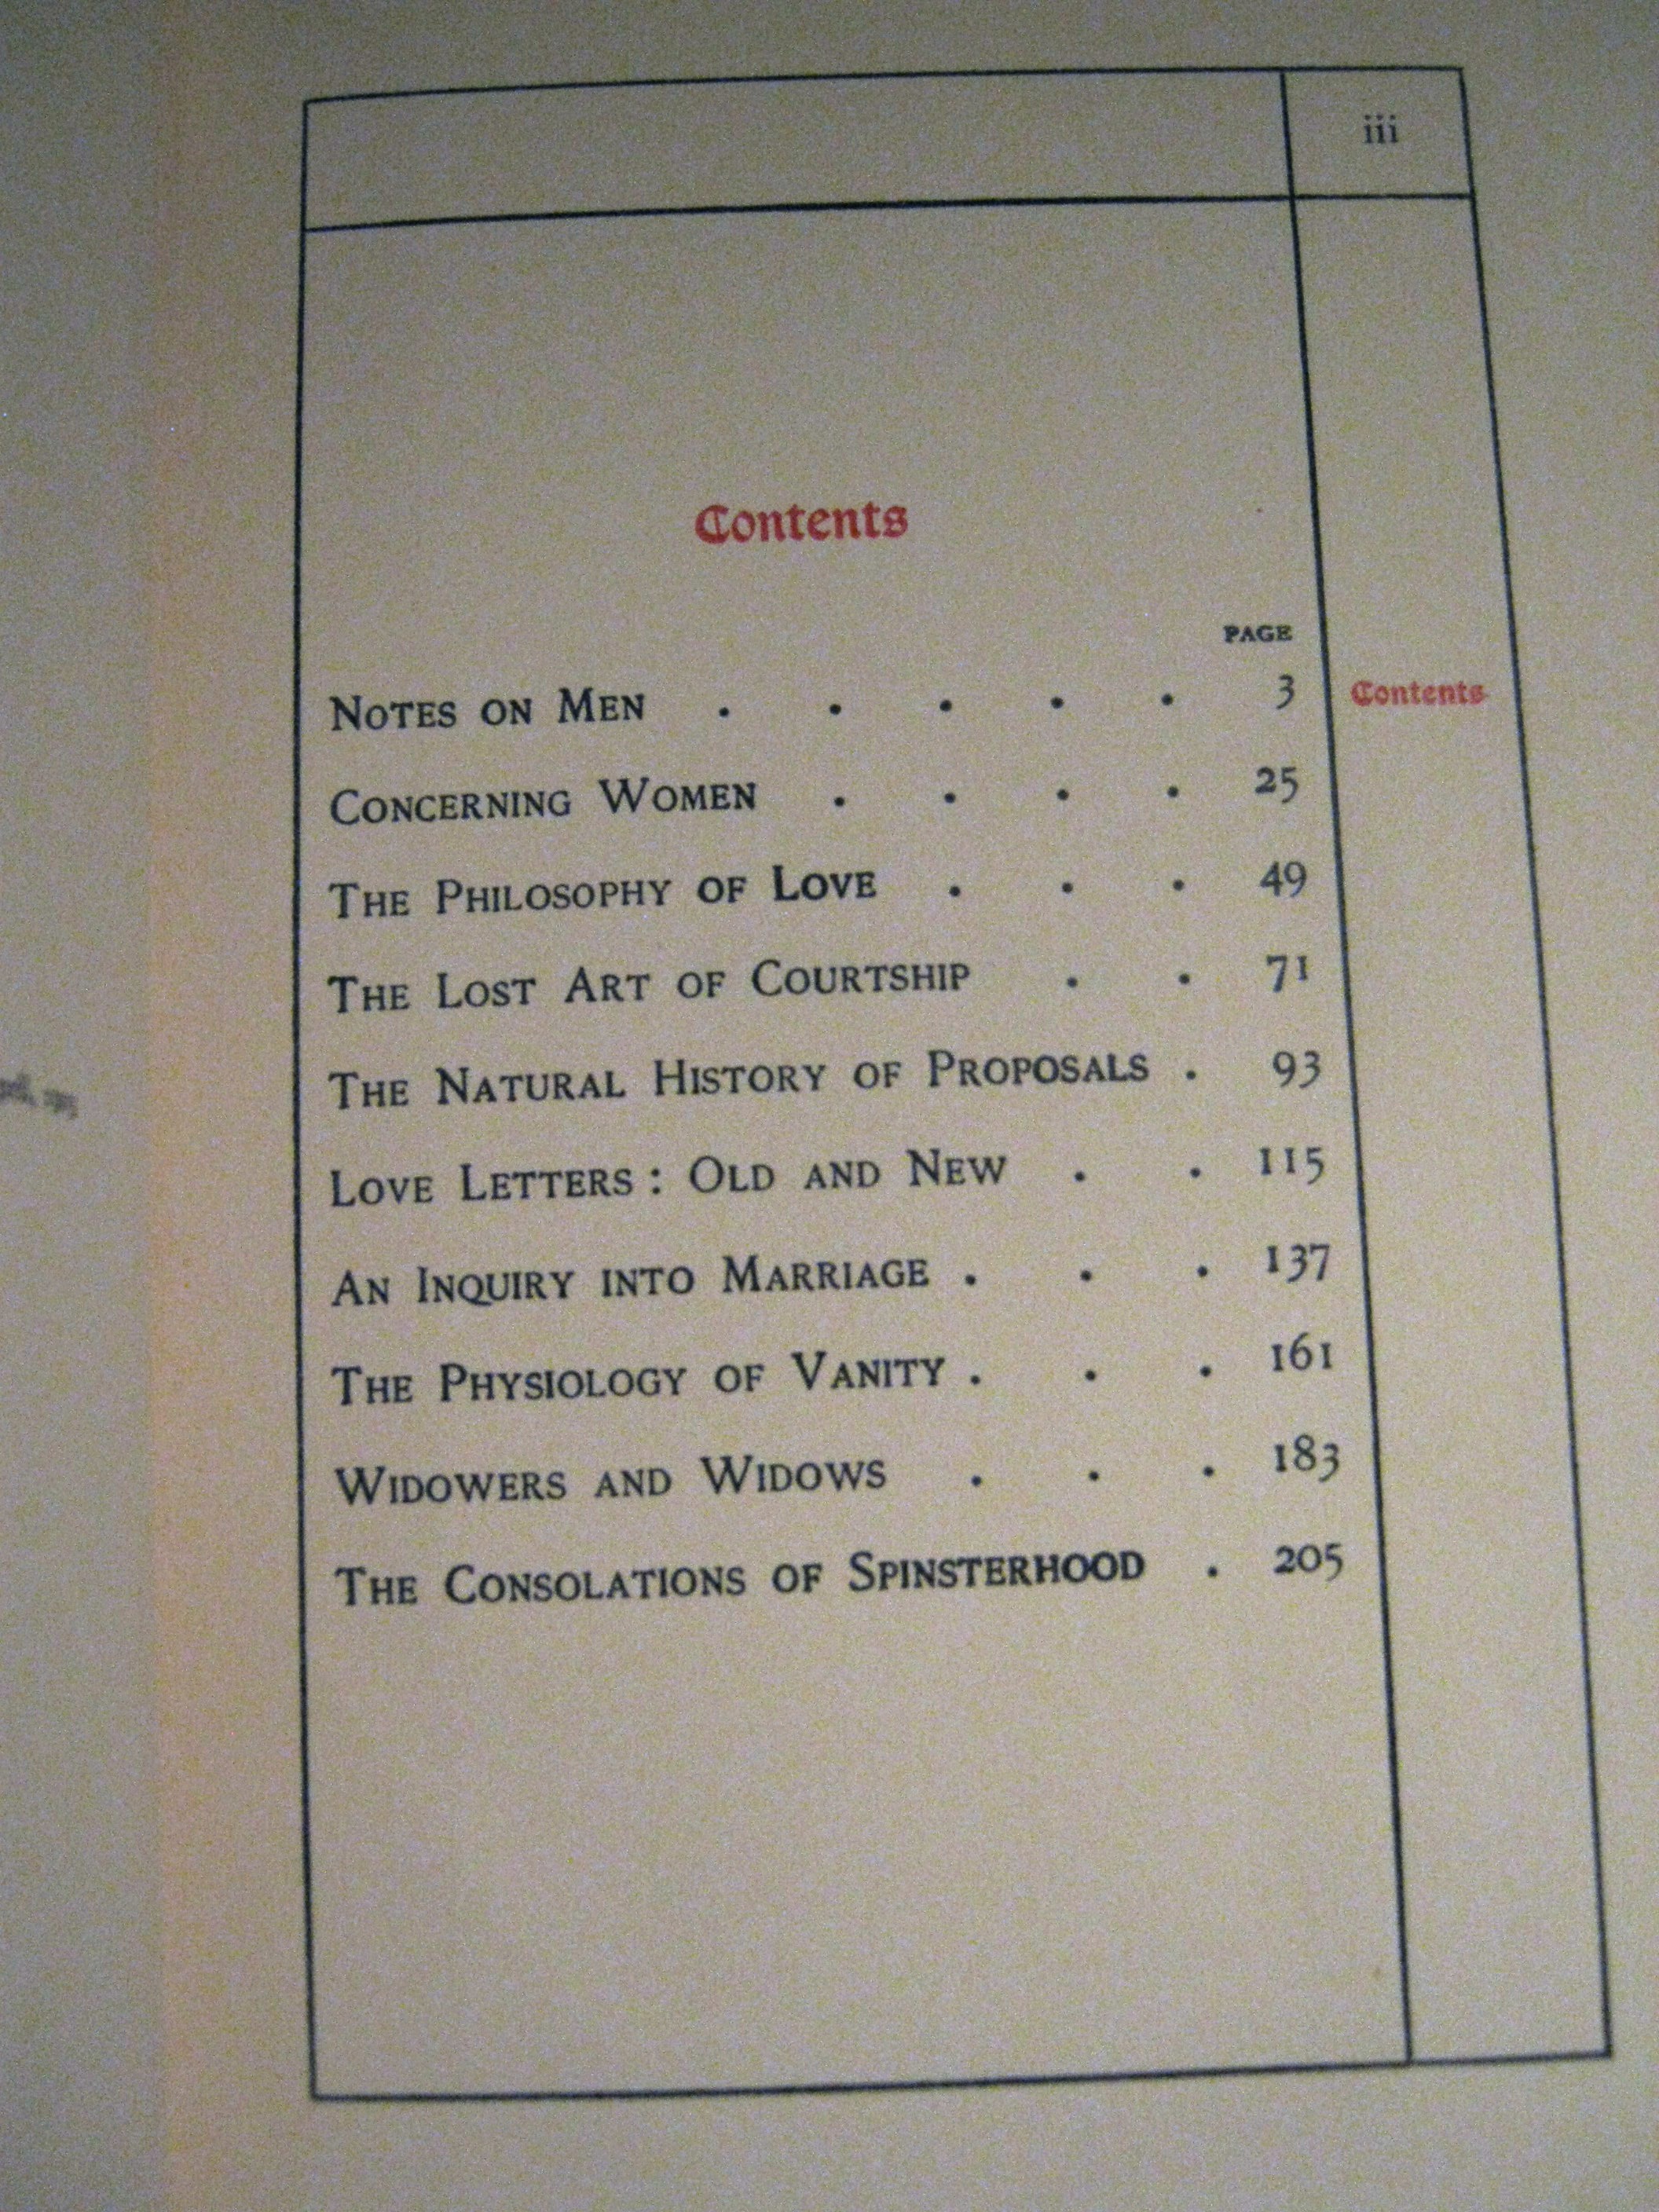 iii
Contents
PAGE
NOTES ON MEN . . . . . 3
Contents
CONCERNING WOMEN . . . . 25
THE PHILOSOPHY OF LOVE . . . 49
THE LOST ART OF COURTSHIP . . 71
THE NATURAL HISTORY OF PROPOSALS . 93
LOVE LETTERS: OLD AND NEW . . 115
AN INQUIRY INTO MARRIAGE . . . 137
THE PHYSIOLOGY OF VANITY . . . 161
WIDOWERS AND WIDOWS . . . 183
THE CONSOLATIONS OF SPINSTERHOOD . 205